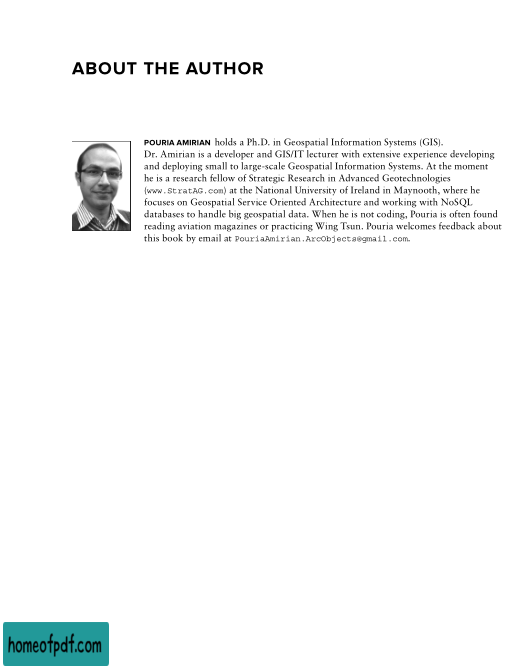 ABOUT THE AUTHOR
POURIA AMIRIAN holds a Ph.D. in Geospatial Information Systems (GIS).
Dr. Amirian is a developer and GIS/IT lecturer with extensive experience developing
and deploying small to large-scale Geospatial Information Systems. At the moment
he is a research fellow of Strategic Research in Advanced Geotechnologies
(www.StratAG.com) at the National University of Ireland in Maynooth, where he
focuses on Geospatial Service Oriented Architecture and working with NoSQL
databases to handle big geospatial data. When he is not coding, Pouria is often found
reading aviation magazines or practicing Wing Tsun. Pouria welcomes feedback about
this book by email at PouriaAmirian.ArcObjects@gmail.com.
homeofpdf.com